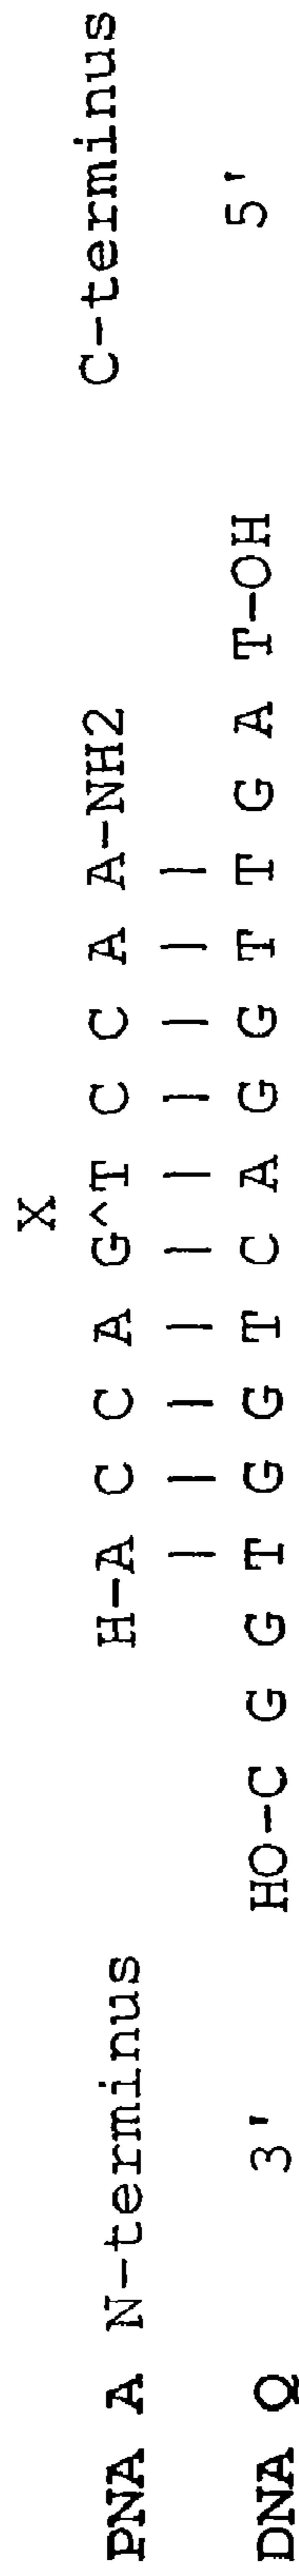 X
PNA A N-terminus H-A C C A G^T C C A A-NH2 C-terminus
| | | | | | | | | |
DNA Q 3' HO-C G G T G G T C A G G T T G A T-OH 5'